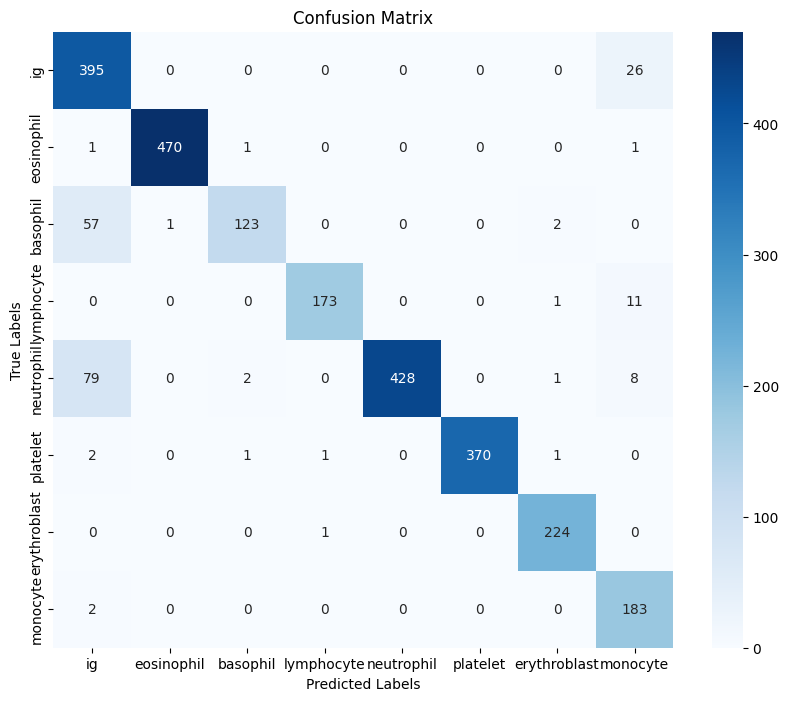 Confusion Matrix
True Labels
ig 395 0 0 0 0 0 0 26
eosinophil 1 470 1 0 0 0 0 1
basophil 57 1 123 0 0 0 2 0
lymphocyte 0 0 0 173 0 0 1 11
neutrophil 79 0 2 0 428 0 1 8
platelet 2 0 1 1 0 370 1 0
erythroblast 0 0 0 1 0 0 224 0
monocyte 2 0 0 0 0 0 0 183
ig eosinophil basophil lymphocyte neutrophil platelet erythroblast monocyte
Predicted Labels
400
300
200
100
0